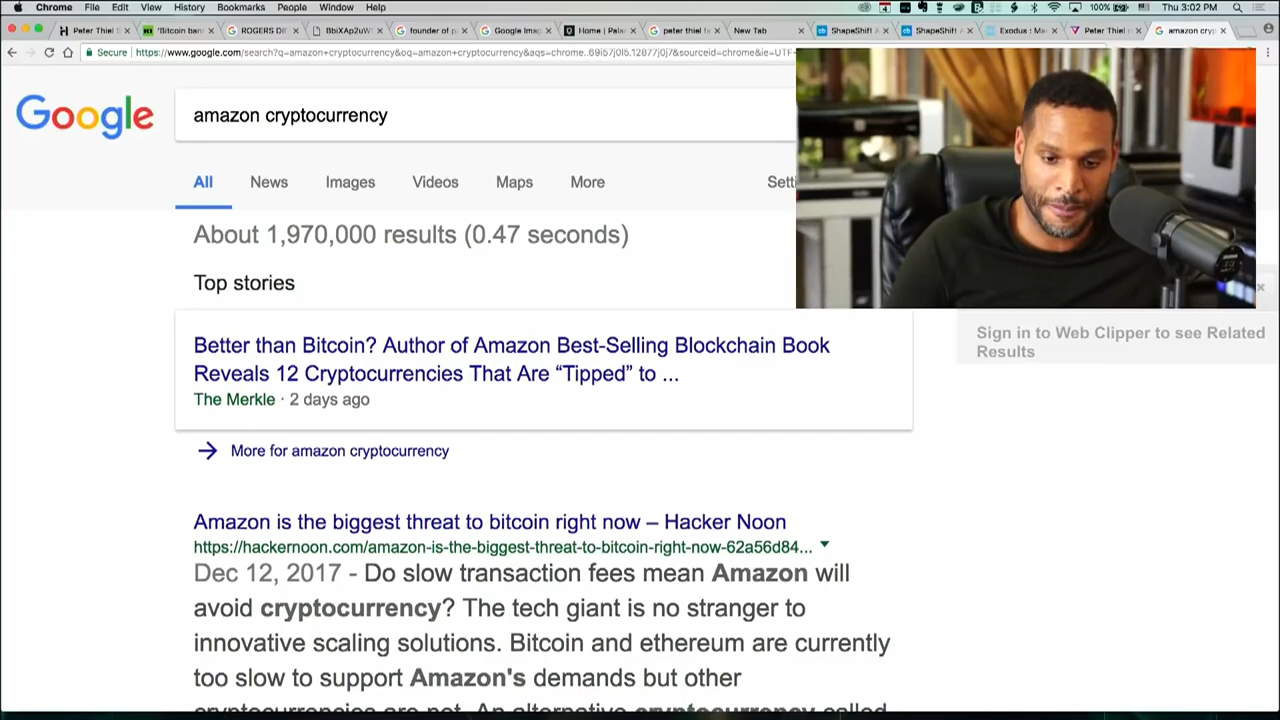 Chrome File Edit View History Bookmarks People Window Help
100% Thu 3:02 PM
Peter Thiel
'Bitcoin ban
ROGERS DI
BbiXAp2uW
founder of p
Google Ima
Home | Pala
peter thiel
New Tab
ShapeShift
ShapeShift
Exodus : Ma
Peter Thiel
amazon cryp
Secure https://www.google.com/search?q=amazon+cryptocurrency&oq=amazon+cryptocurrency&aqs=chrome..69i57j0l5.12877j0j7&sourceid=chrome&ie=UTF-
Google
amazon cryptocurrency
All News Images Videos Maps More Setti
About 1,970,000 results (0.47 seconds)
Top stories
Better than Bitcoin? Author of Amazon Best-Selling Blockchain Book
Reveals 12 Cryptocurrencies That Are “Tipped” to ...
The Merkle · 2 days ago
More for amazon cryptocurrency
Sign in to Web Clipper to see Related
Results
Amazon is the biggest threat to bitcoin right now – Hacker Noon
https://hackernoon.com/amazon-is-the-biggest-threat-to-bitcoin-right-now-62a56d84...
Dec 12, 2017 - Do slow transaction fees mean Amazon will
avoid cryptocurrency? The tech giant is no stranger to
innovative scaling solutions. Bitcoin and ethereum are currently
too slow to support Amazon's demands but other
cryptocurrencies are not. An alternative cryptocurrency called